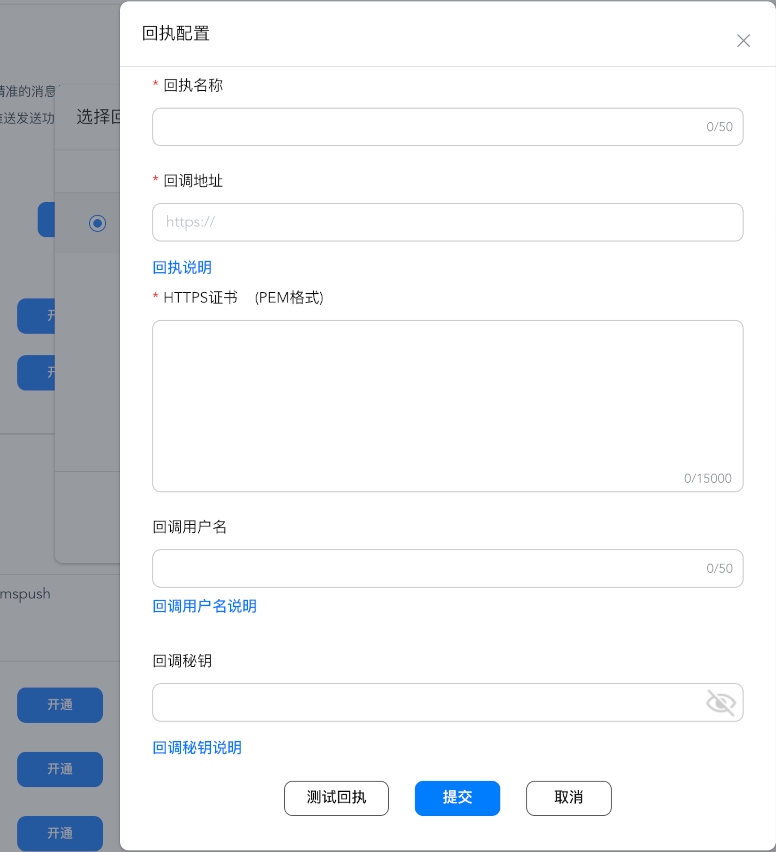 回执配置
* 回执名称
0/50
* 回调地址
https://
回执说明
* HTTPS证书 (PEM格式)
0/15000
回调用户名
0/50
回调用户名说明
回调秘钥
回调秘钥说明
测试回执
提交
取消
准的消息
送发送功
选择回
开
开
mspush
开通
开通
开通